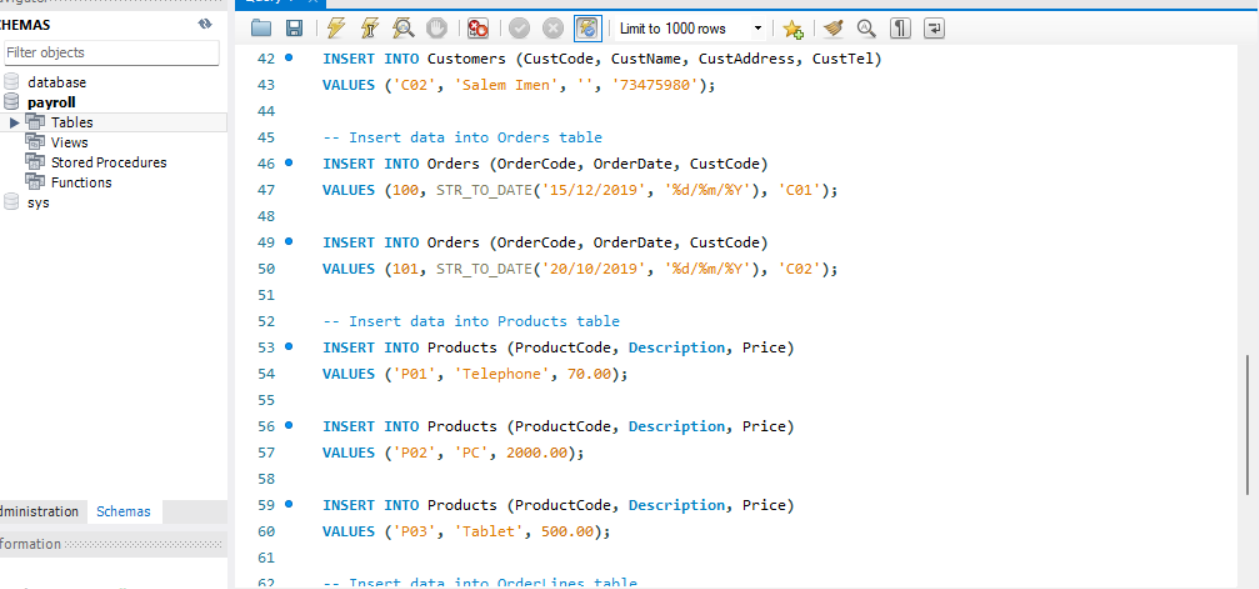 SCHEMAS
Filter objects
database
payroll
Tables
Views
Stored Procedures
Functions
sys
Administration Schemas
Limit to 1000 rows
42 INSERT INTO Customers (CustCode, CustName, CustAddress, CustTel)
43 VALUES ('C02', 'Salem Imen', '', '73475980');
44
45 -- Insert data into Orders table
46 INSERT INTO Orders (OrderCode, OrderDate, CustCode)
47 VALUES (100, STR_TO_DATE('15/12/2019', '%d/%m/%Y'), 'C01');
48
49 INSERT INTO Orders (OrderCode, OrderDate, CustCode)
50 VALUES (101, STR_TO_DATE('20/10/2019', '%d/%m/%Y'), 'C02');
51
52 -- Insert data into Products table
53 INSERT INTO Products (ProductCode, Description, Price)
54 VALUES ('P01', 'Telephone', 70.00);
55
56 INSERT INTO Products (ProductCode, Description, Price)
57 VALUES ('P02', 'PC', 2000.00);
58
59 INSERT INTO Products (ProductCode, Description, Price)
60 VALUES ('P03', 'Tablet', 500.00);
61
62 -- Insert data into OrderLines table